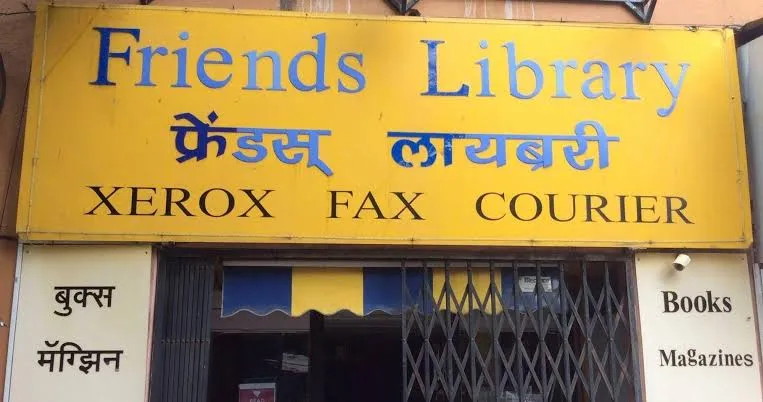 Friends Library
फ्रेंडस् लायब्ररी
XEROX FAX COURIER
बुक्स
मॅग्झिन
Books
Magazines